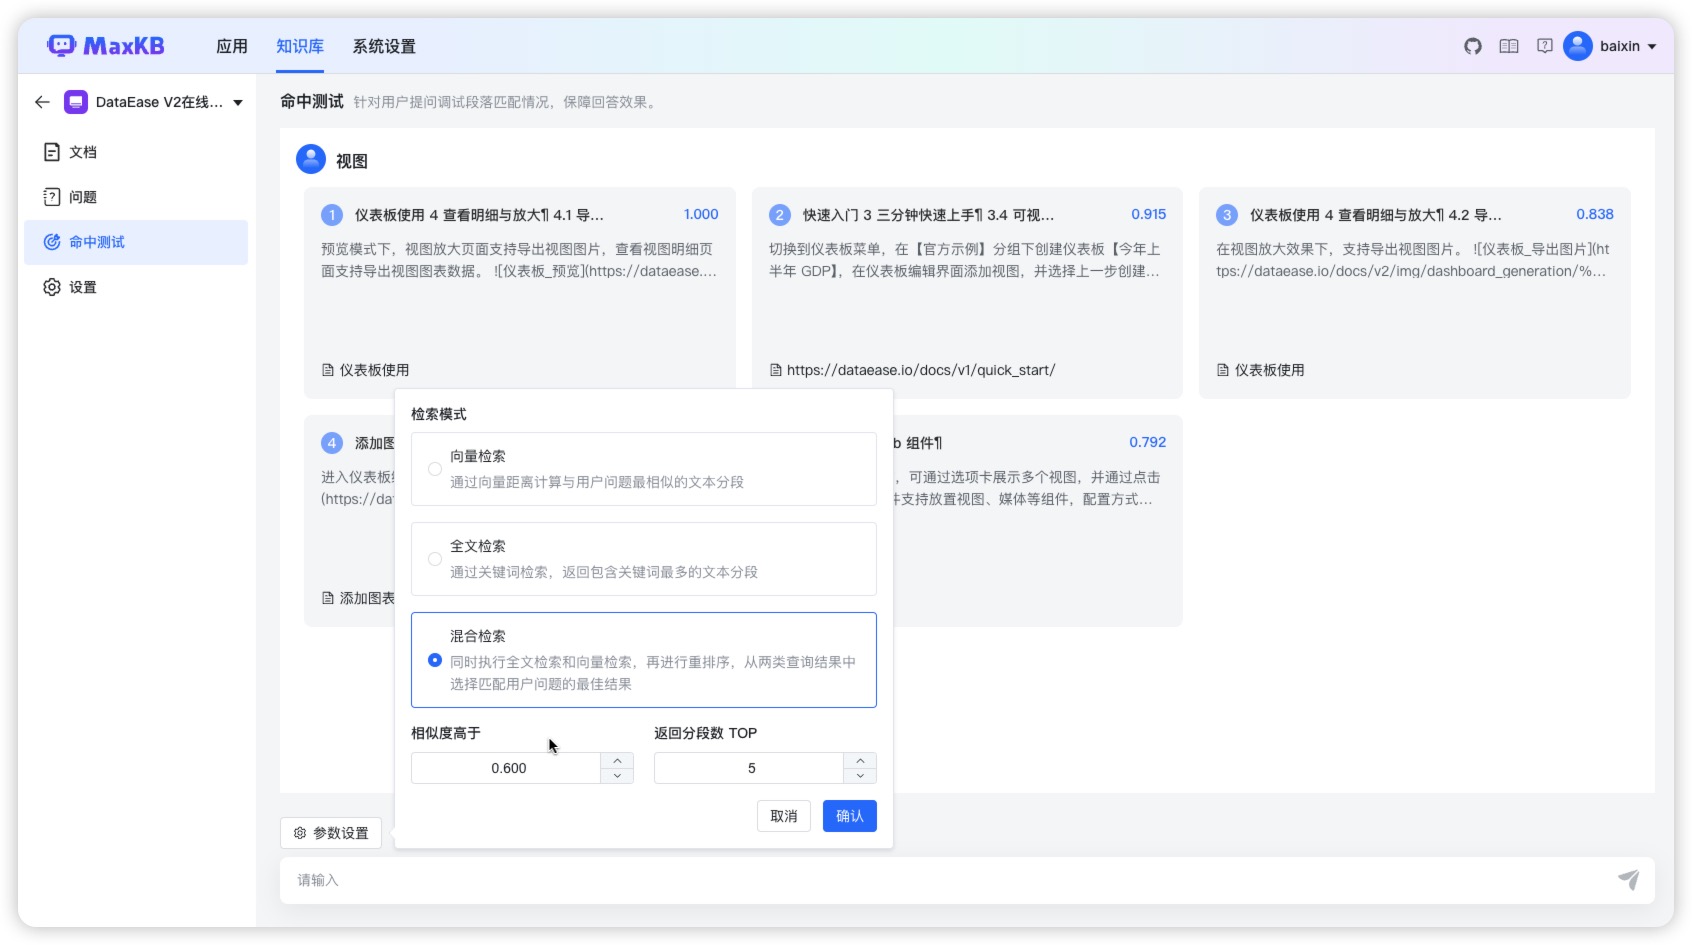 MaxKB
应用
知识库
系统设置
baixin
DataEase V2在线...
文档
问题
命中测试
设置
命中测试 针对用户提问调试段落匹配情况，保障回答效果。
视图
1 仪表板使用 4 查看明细与放大¶ 4.1 导... 1.000
预览模式下，视图放大页面支持导出视图图片，查看视图明细页
面支持导出视图图表数据。 ![仪表板_预览](https://dataease....
仪表板使用
2 快速入门 3 三分钟快速上手¶ 3.4 可视... 0.915
切换到仪表板菜单，在【官方示例】分组下创建仪表板【今年上
半年 GDP】，在仪表板编辑界面添加视图，并选择上一步创建...
https://dataease.io/docs/v1/quick_start/
3 仪表板使用 4 查看明细与放大¶ 4.2 导... 0.838
在视图放大效果下，支持导出视图图片。 ![仪表板_导出图片](ht
tps://dataease.io/docs/v2/img/dashboard_generation/%...
仪表板使用
4 添加图
进入仪表板
(https://da
添加图表
b 组件¶ 0.792
，可通过选项卡展示多个视图，并通过点击
件支持放置视图、媒体等组件，配置方式...
检索模式
向量检索
通过向量距离计算与用户问题最相似的文本分段
全文检索
通过关键词检索，返回包含关键词最多的文本分段
混合检索
同时执行全文检索和向量检索，再进行重排序，从两类查询结果中
选择匹配用户问题的最佳结果
相似度高于
0.600
返回分段数 TOP
5
取消
确认
参数设置
请输入